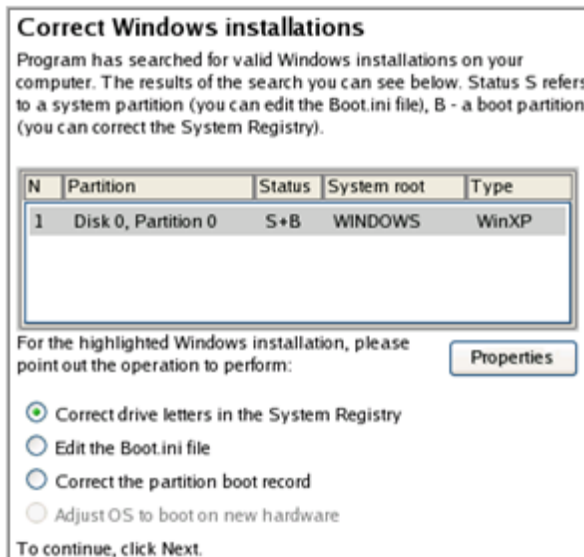 Correct Windows installations
Program has searched for valid Windows installations on your
computer. The results of the search you can see below. Status S refers
to a system partition (you can edit the Boot.ini file), B - a boot partition
(you can correct the System Registry).
N Partition Status System root Type
1 Disk 0, Partition 0 S+B WINDOWS WinXP
For the highlighted Windows installation, please
point out the operation to perform:
Properties
Correct drive letters in the System Registry
Edit the Boot.ini file
Correct the partition boot record
Adjust OS to boot on new hardware
To continue, click Next.